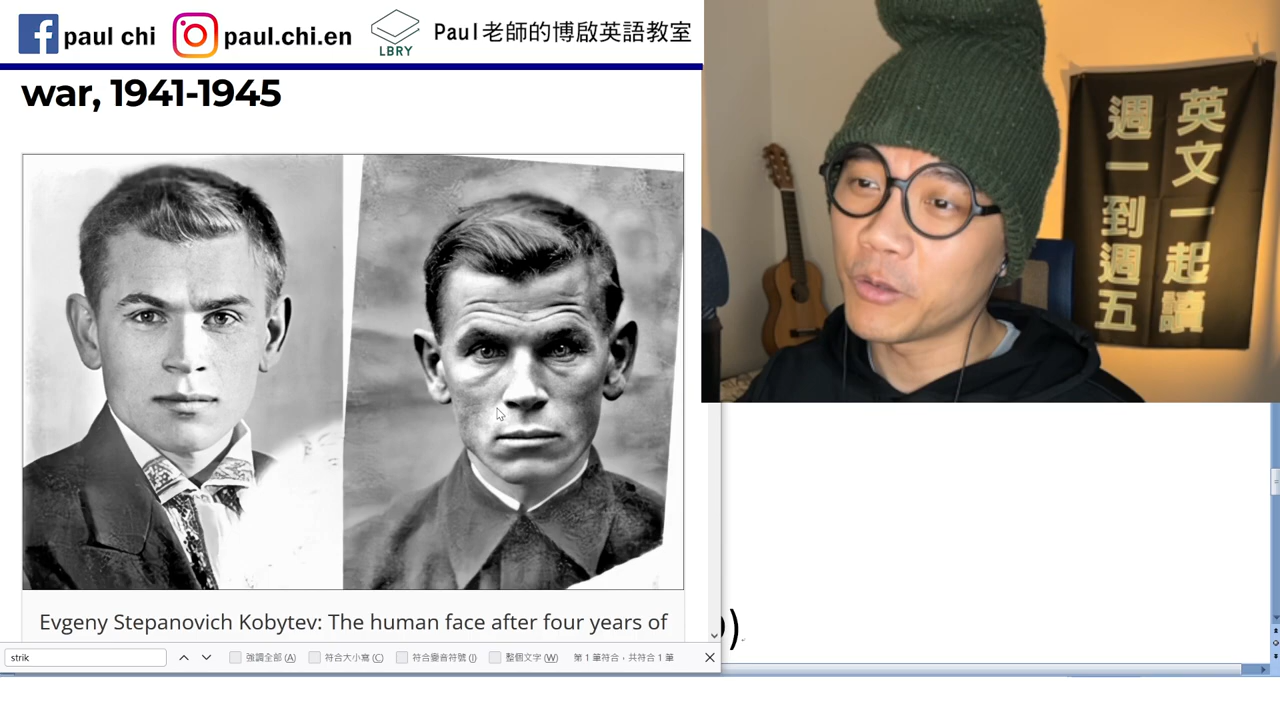 paul chi
paul.chi.en
LBRY
Paul老師的博啟英語教室
war, 1941-1945
英文一起讀
週一到週五
Evgeny Stepanovich Kobytev: The human face after four years of
)
strik
強調全部 (A)
符合大小寫 (C)
符合變音符號 (I)
整個文字 (W)
第 1 筆符合，共符合 1 筆